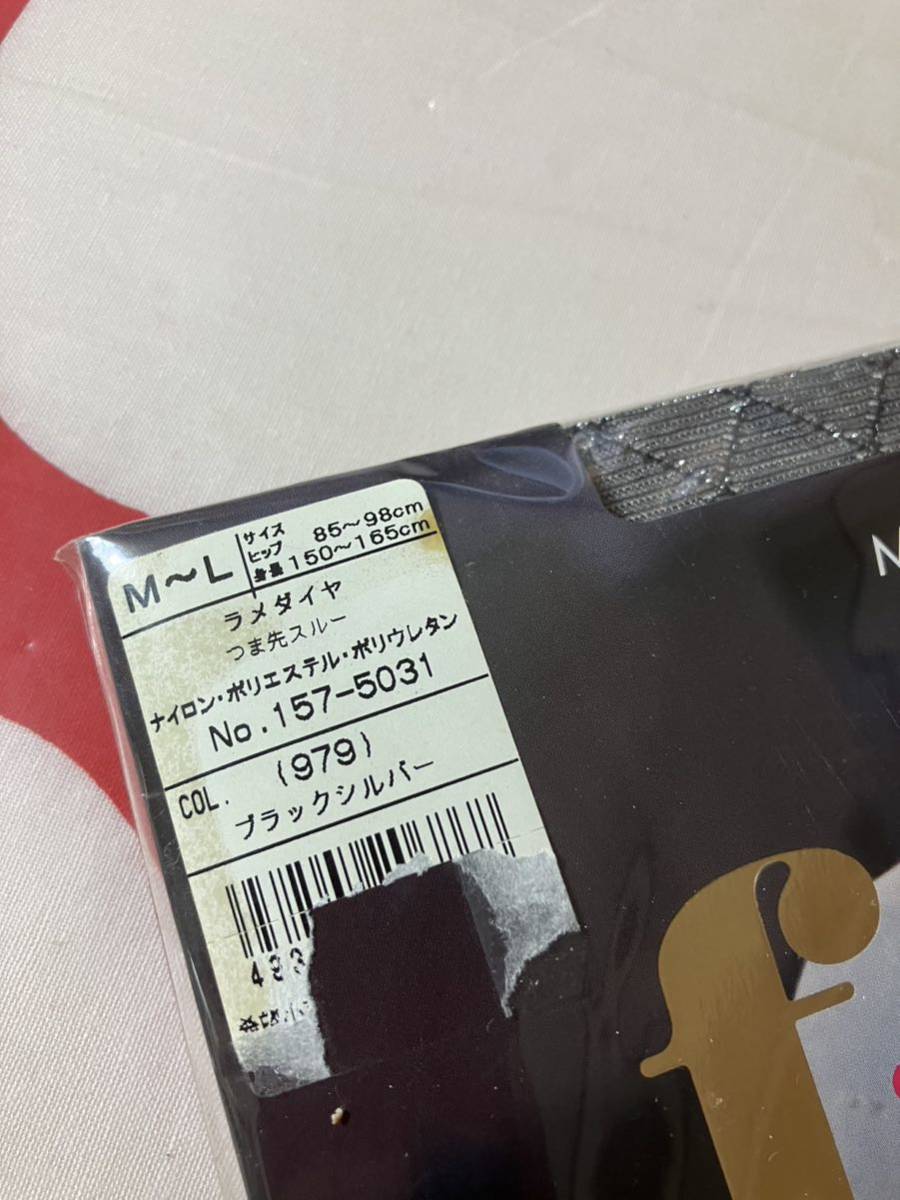 M～L
サイズ
ヒップ 85～98cm
身長 150～165cm
ラメダイヤ
つま先スルー
ナイロン・ポリエステル・ポリウレタン
No.157-5031
COL. (979)
ブラックシルバー
f